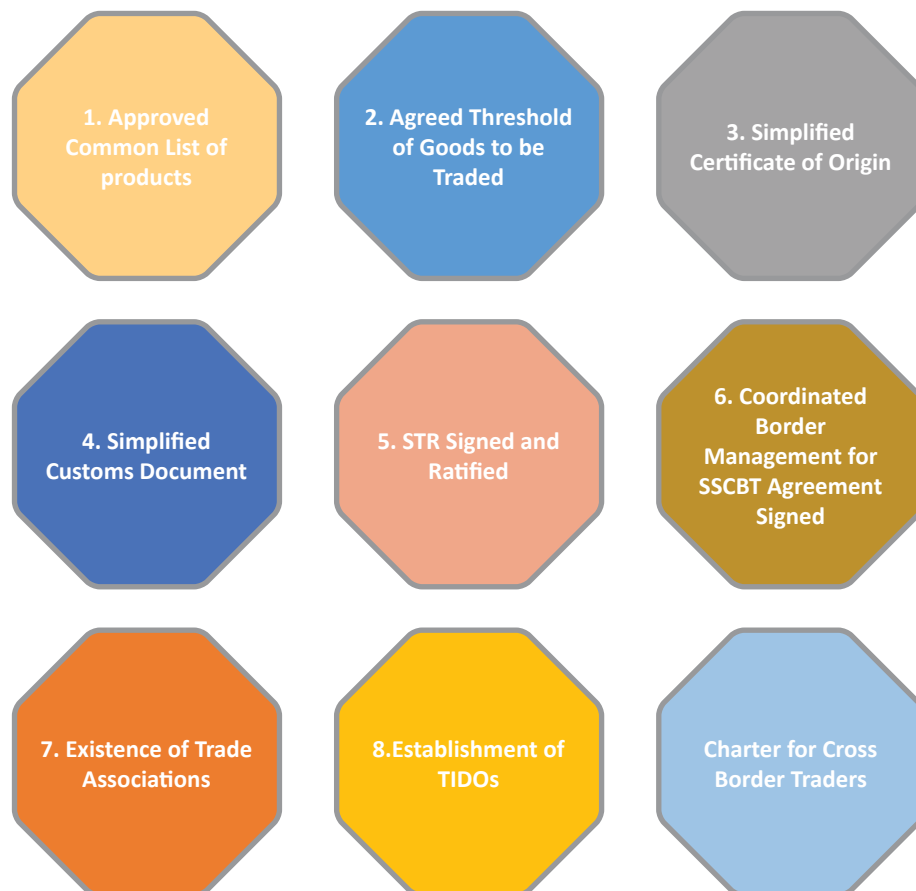 1. Approved
Common List of
products
2. Agreed Threshold
of Goods to be
Traded
3. Simplified
Certificate of Origin
4. Simplified
Customs Document
5. STR Signed and
Ratified
6. Coordinated
Border
Management for
SSCBT Agreement
Signed
7. Existence of Trade
Associations
8.Establishment of
TIDOs
Charter for Cross
Border Traders